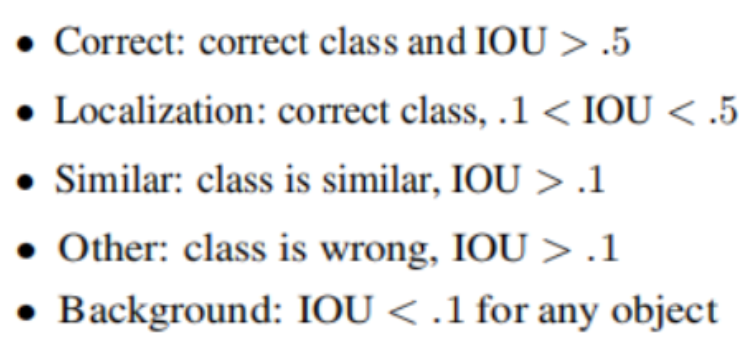 • Correct: correct class and IOU > .5
• Localization: correct class, .1 < IOU < .5
• Similar: class is similar, IOU > .1
• Other: class is wrong, IOU > .1
• Background: IOU < .1 for any object